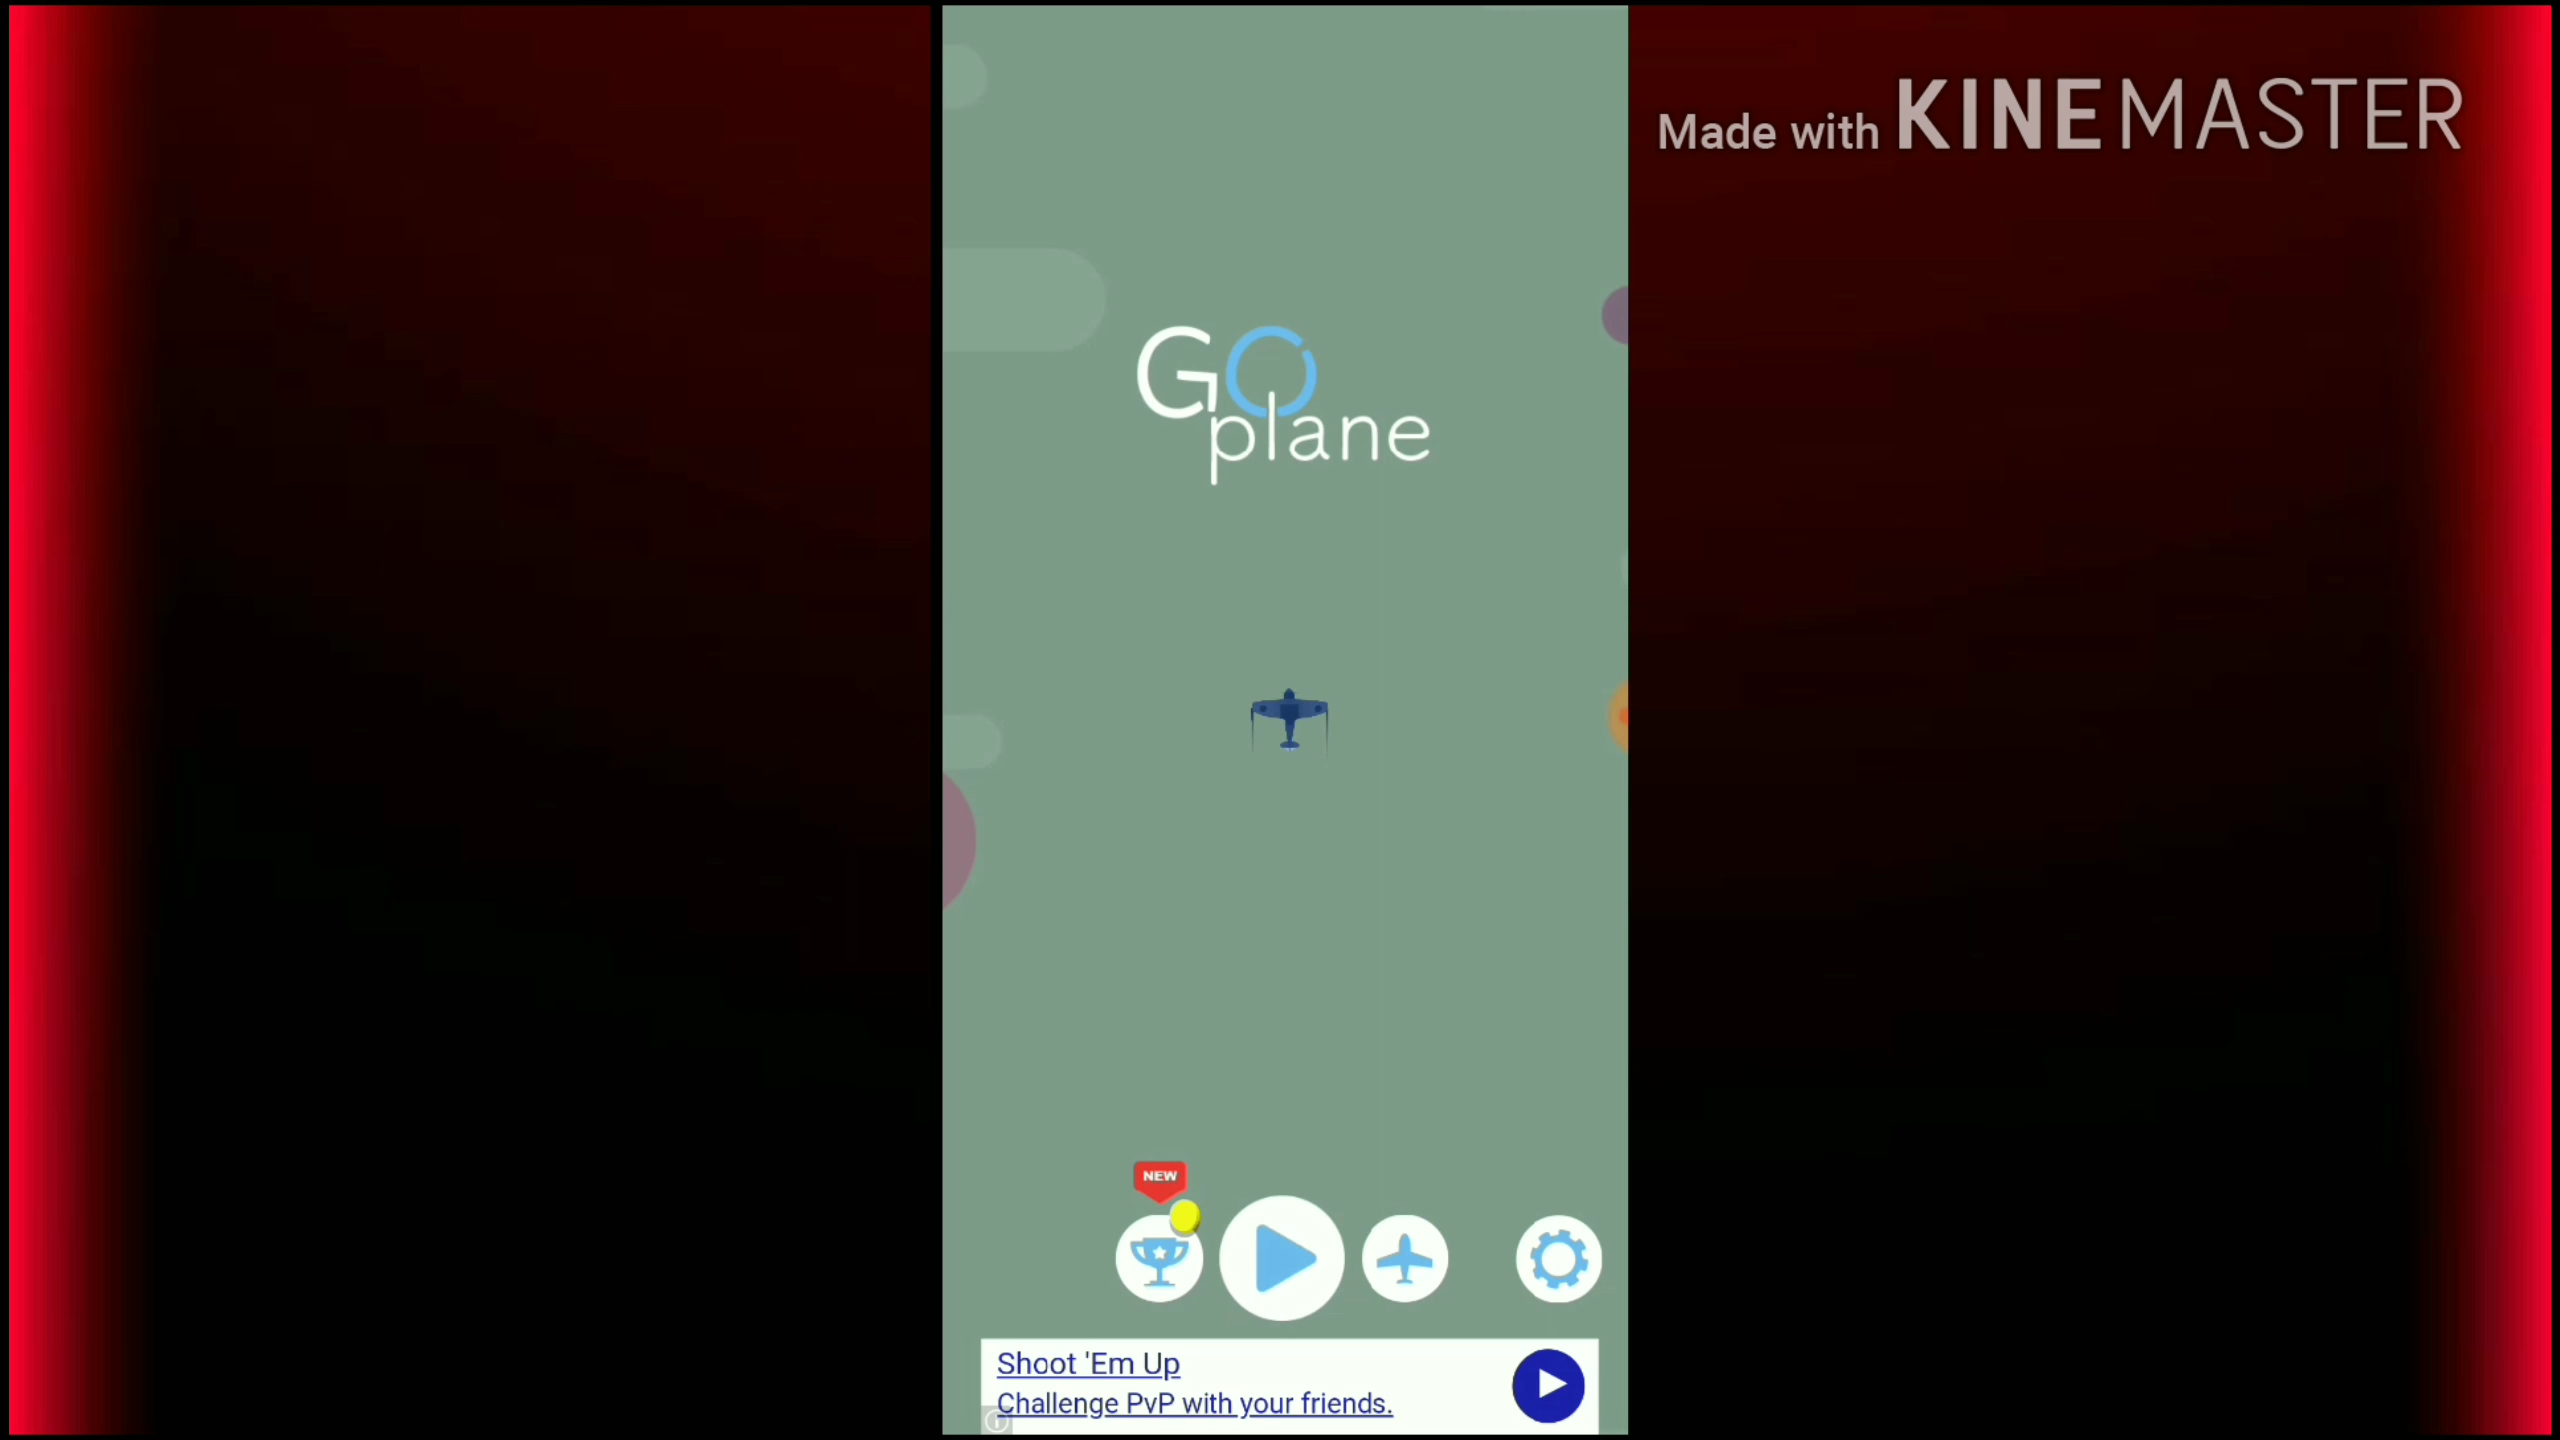 Made with KINEMASTER
GO
plane
NEW
Shoot 'Em Up
Challenge PvP with your friends.